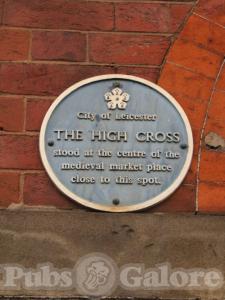 City of Leicester
THE HIGH CROSS
stood at the centre of the
medieval market place
close to this spot.
Pubs Galore